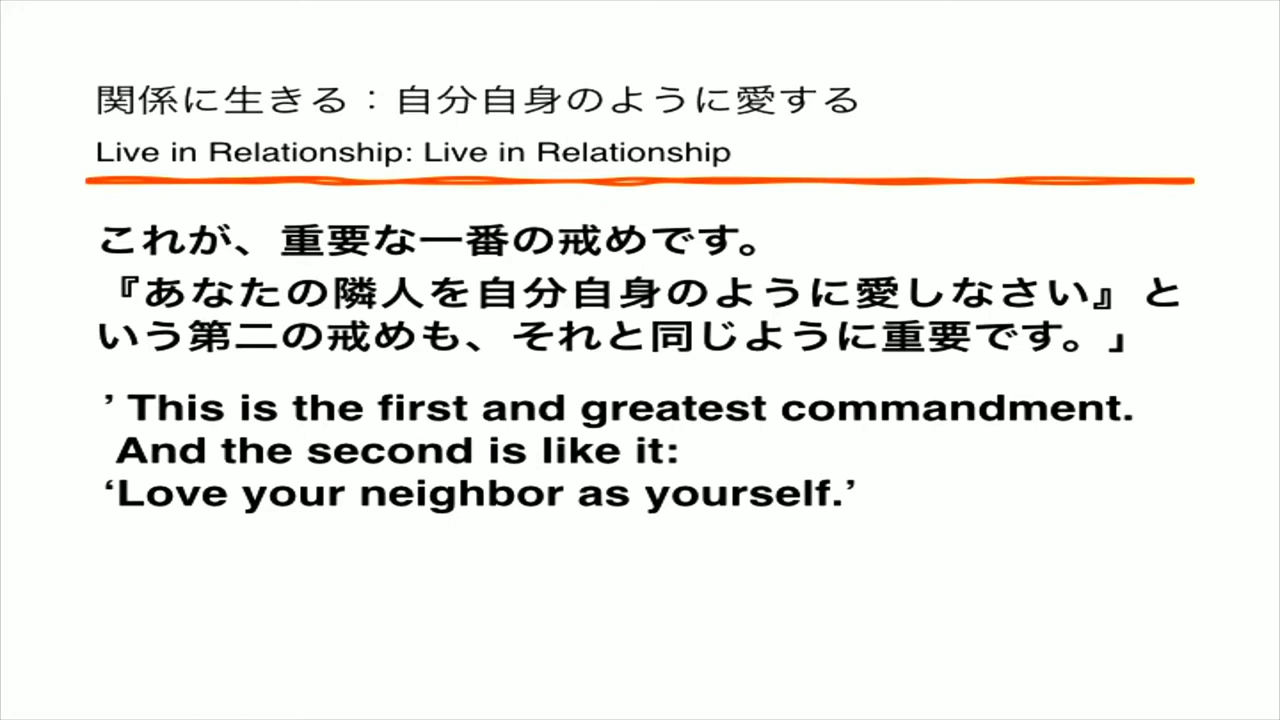 関係に生きる：自分自身のように愛する
Live in Relationship: Live in Relationship
これが、重要な一番の戒めです。
『あなたの隣人を自分自身のように愛しなさい』と
いう第二の戒めも、それと同じように重要です。」
’ This is the first and greatest commandment.
And the second is like it:
‘Love your neighbor as yourself.’